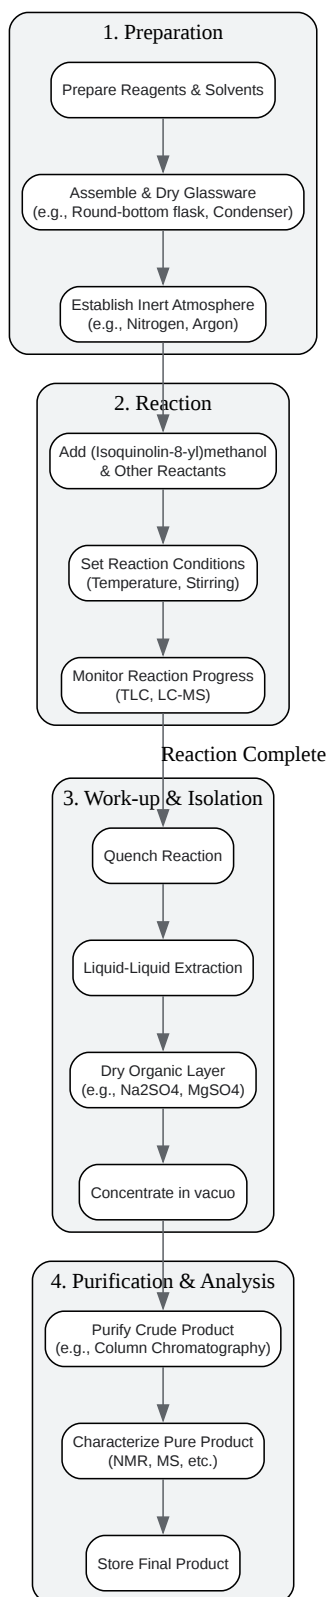 1. Preparation
Prepare Reagents & Solvents
Assemble & Dry Glassware
(e.g., Round-bottom flask, Condenser)
Establish Inert Atmosphere
(e.g., Nitrogen, Argon)
2. Reaction
Add (Isoquinolin-8-yl)methanol
& Other Reactants
Set Reaction Conditions
(Temperature, Stirring)
Monitor Reaction Progress
(TLC, LC-MS)
Reaction Complete
3. Work-up & Isolation
Quench Reaction
Liquid-Liquid Extraction
Dry Organic Layer
(e.g., Na2SO4, MgSO4)
Concentrate in vacuo
4. Purification & Analysis
Purify Crude Product
(e.g., Column Chromatography)
Characterize Pure Product
(NMR, MS, etc.)
Store Final Product